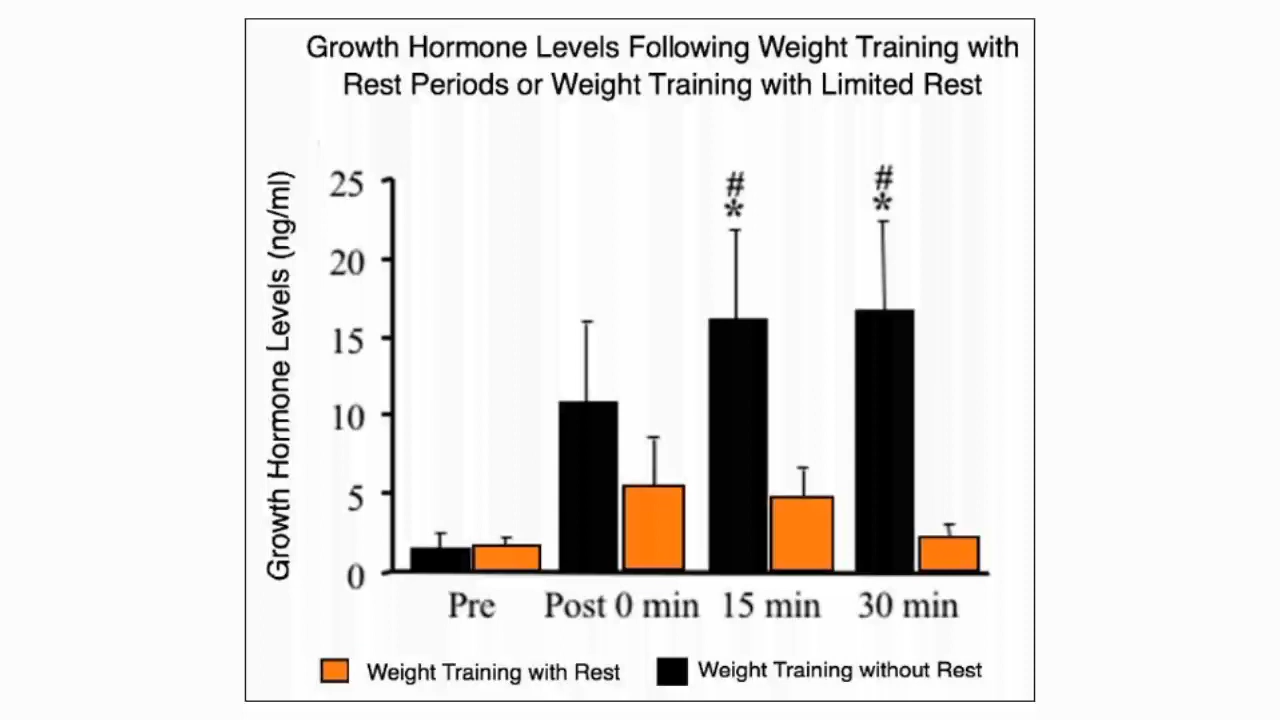 Growth Hormone Levels Following Weight Training with
Rest Periods or Weight Training with Limited Rest
Growth Hormone Levels (ng/ml)
25
20
15
10
5
0
#
*
#
*
Pre
Post 0 min
15 min
30 min
Weight Training with Rest
Weight Training without Rest